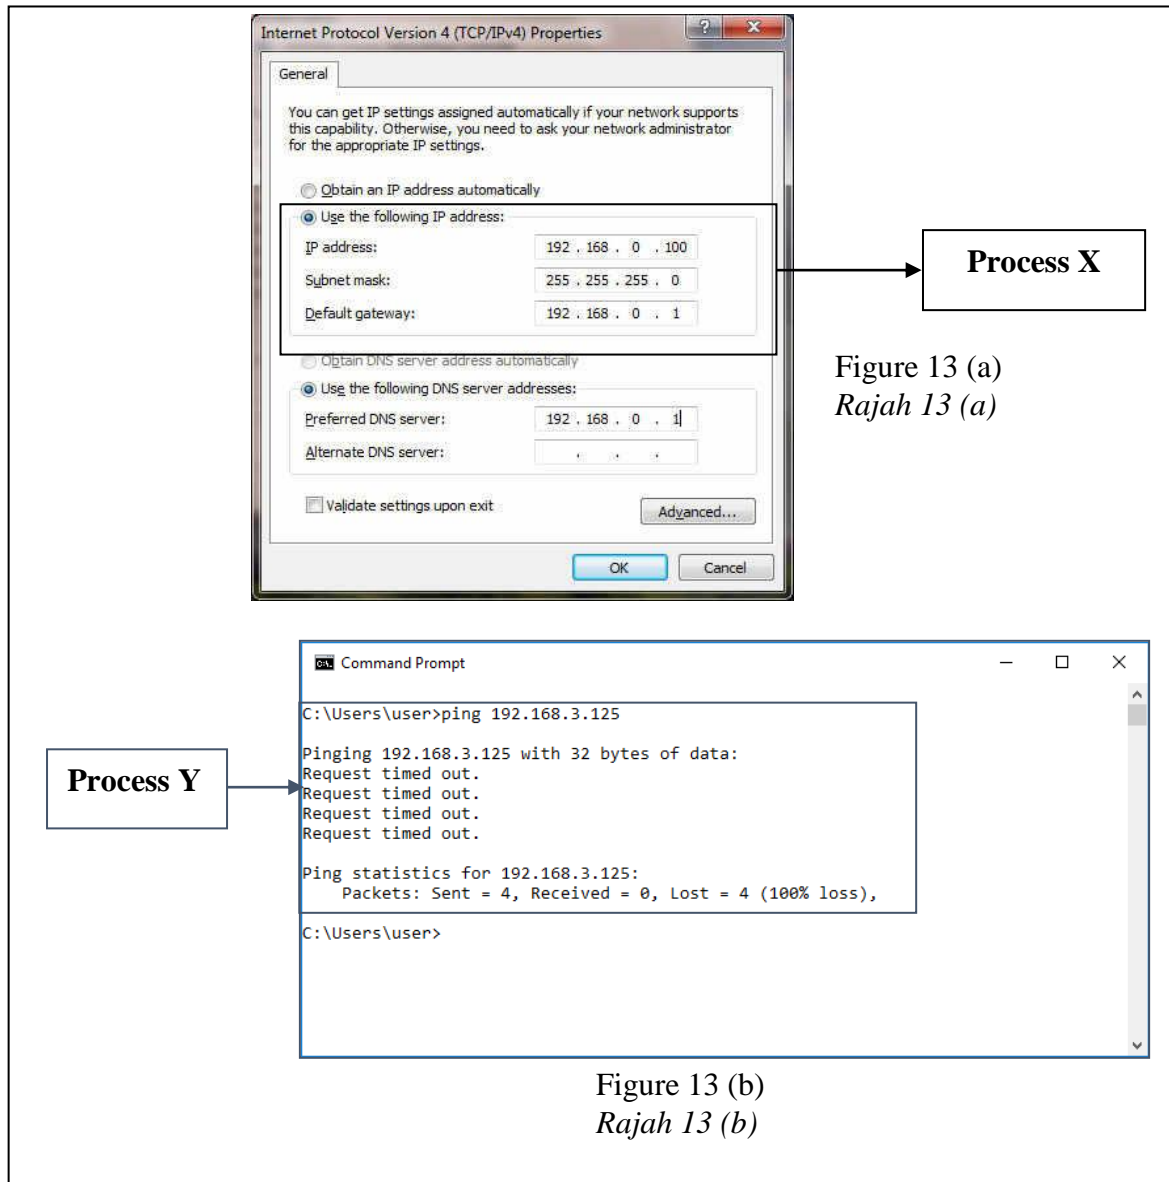 Internet Protocol Version 4 (TCP/IPv4) Properties
General
You can get IP settings assigned automatically if your network supports
this capability. Otherwise, you need to ask your network administrator
for the appropriate IP settings.
Obtain an IP address automatically
Use the following IP address:
IP address: 192 . 168 . 0 . 100
Subnet mask: 255 . 255 . 255 . 0
Default gateway: 192 . 168 . 0 . 1
Process X
Obtain DNS server address automatically
Use the following DNS server addresses:
Preferred DNS server: 192 . 168 . 0 . 1
Alternate DNS server: . . .
Validate settings upon exit
Advanced...
OK Cancel
Figure 13 (a)
Rajah 13 (a)
Command Prompt
C:\Users\user>ping 192.168.3.125
Pinging 192.168.3.125 with 32 bytes of data:
Request timed out.
Request timed out.
Request timed out.
Request timed out.
Ping statistics for 192.168.3.125:
Packets: Sent = 4, Received = 0, Lost = 4 (100% loss),
C:\Users\user>
Process Y
Figure 13 (b)
Rajah 13 (b)